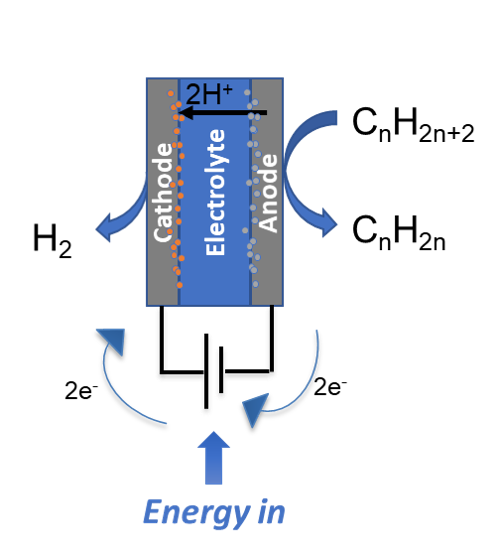 2H⁺
Cathode
Electrolyte
Anode
CₙH₂ₙ₊₂
H₂
CₙH₂ₙ
2e⁻
2e⁻
Energy in